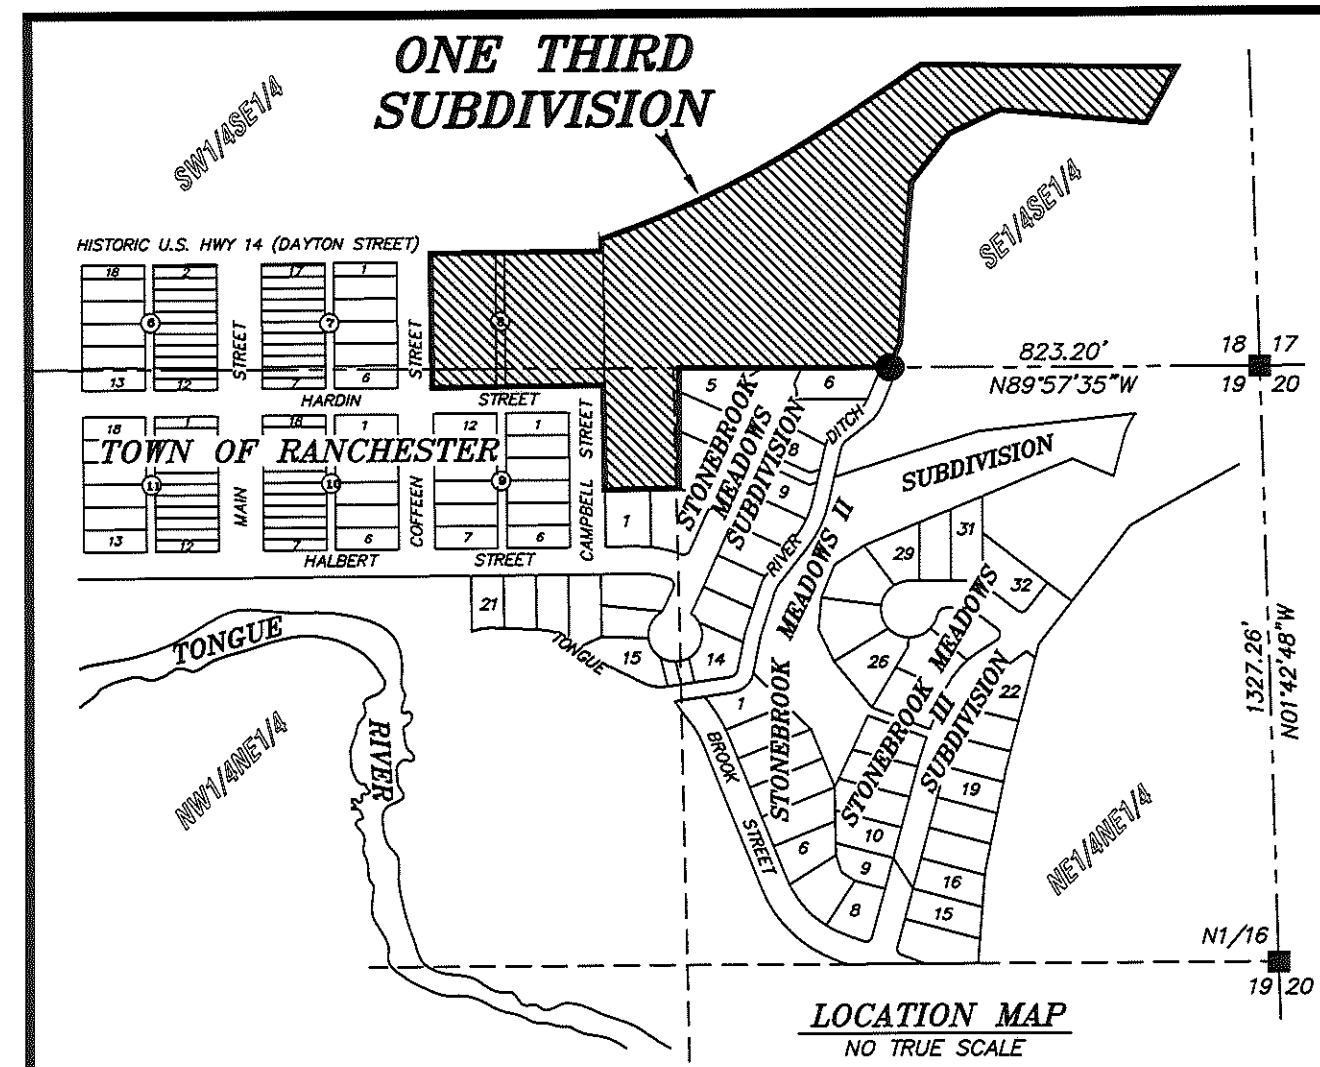 ONE THIRD
SUBDIVISION
SW1/4SE1/4
SE1/4SE1/4
HISTORIC U.S. HWY 14 (DAYTON STREET)
18
2
17
1
6
7
8
STREET
STREET
13
12
7
6
HARDIN
STREET
823.20'
N89°57'35"W
18
17
19
20
5
6
STONEBROOK
MEADOWS
SUBDIVISION
8
9
DITCH
RIVER
TONGUE
18
1
18
1
12
1
TOWN OF RANCHESTER
11
10
9
MAIN
COFFEEN
CAMPBELL STREET
13
12
7
6
7
6
1
HALBERT
STREET
21
15
14
SUBDIVISION
MEADOWS II
STONEBROOK
31
29
32
26
22
STONEBROOK MEADOWS
III
SUBDIVISION
1
19
10
6
9
8
16
15
BROOK
STREET
TONGUE
RIVER
NW1/4NE1/4
NE1/4NE1/4
1327.26'
N01°42'48"W
N1/16
19
20
LOCATION MAP
NO TRUE SCALE